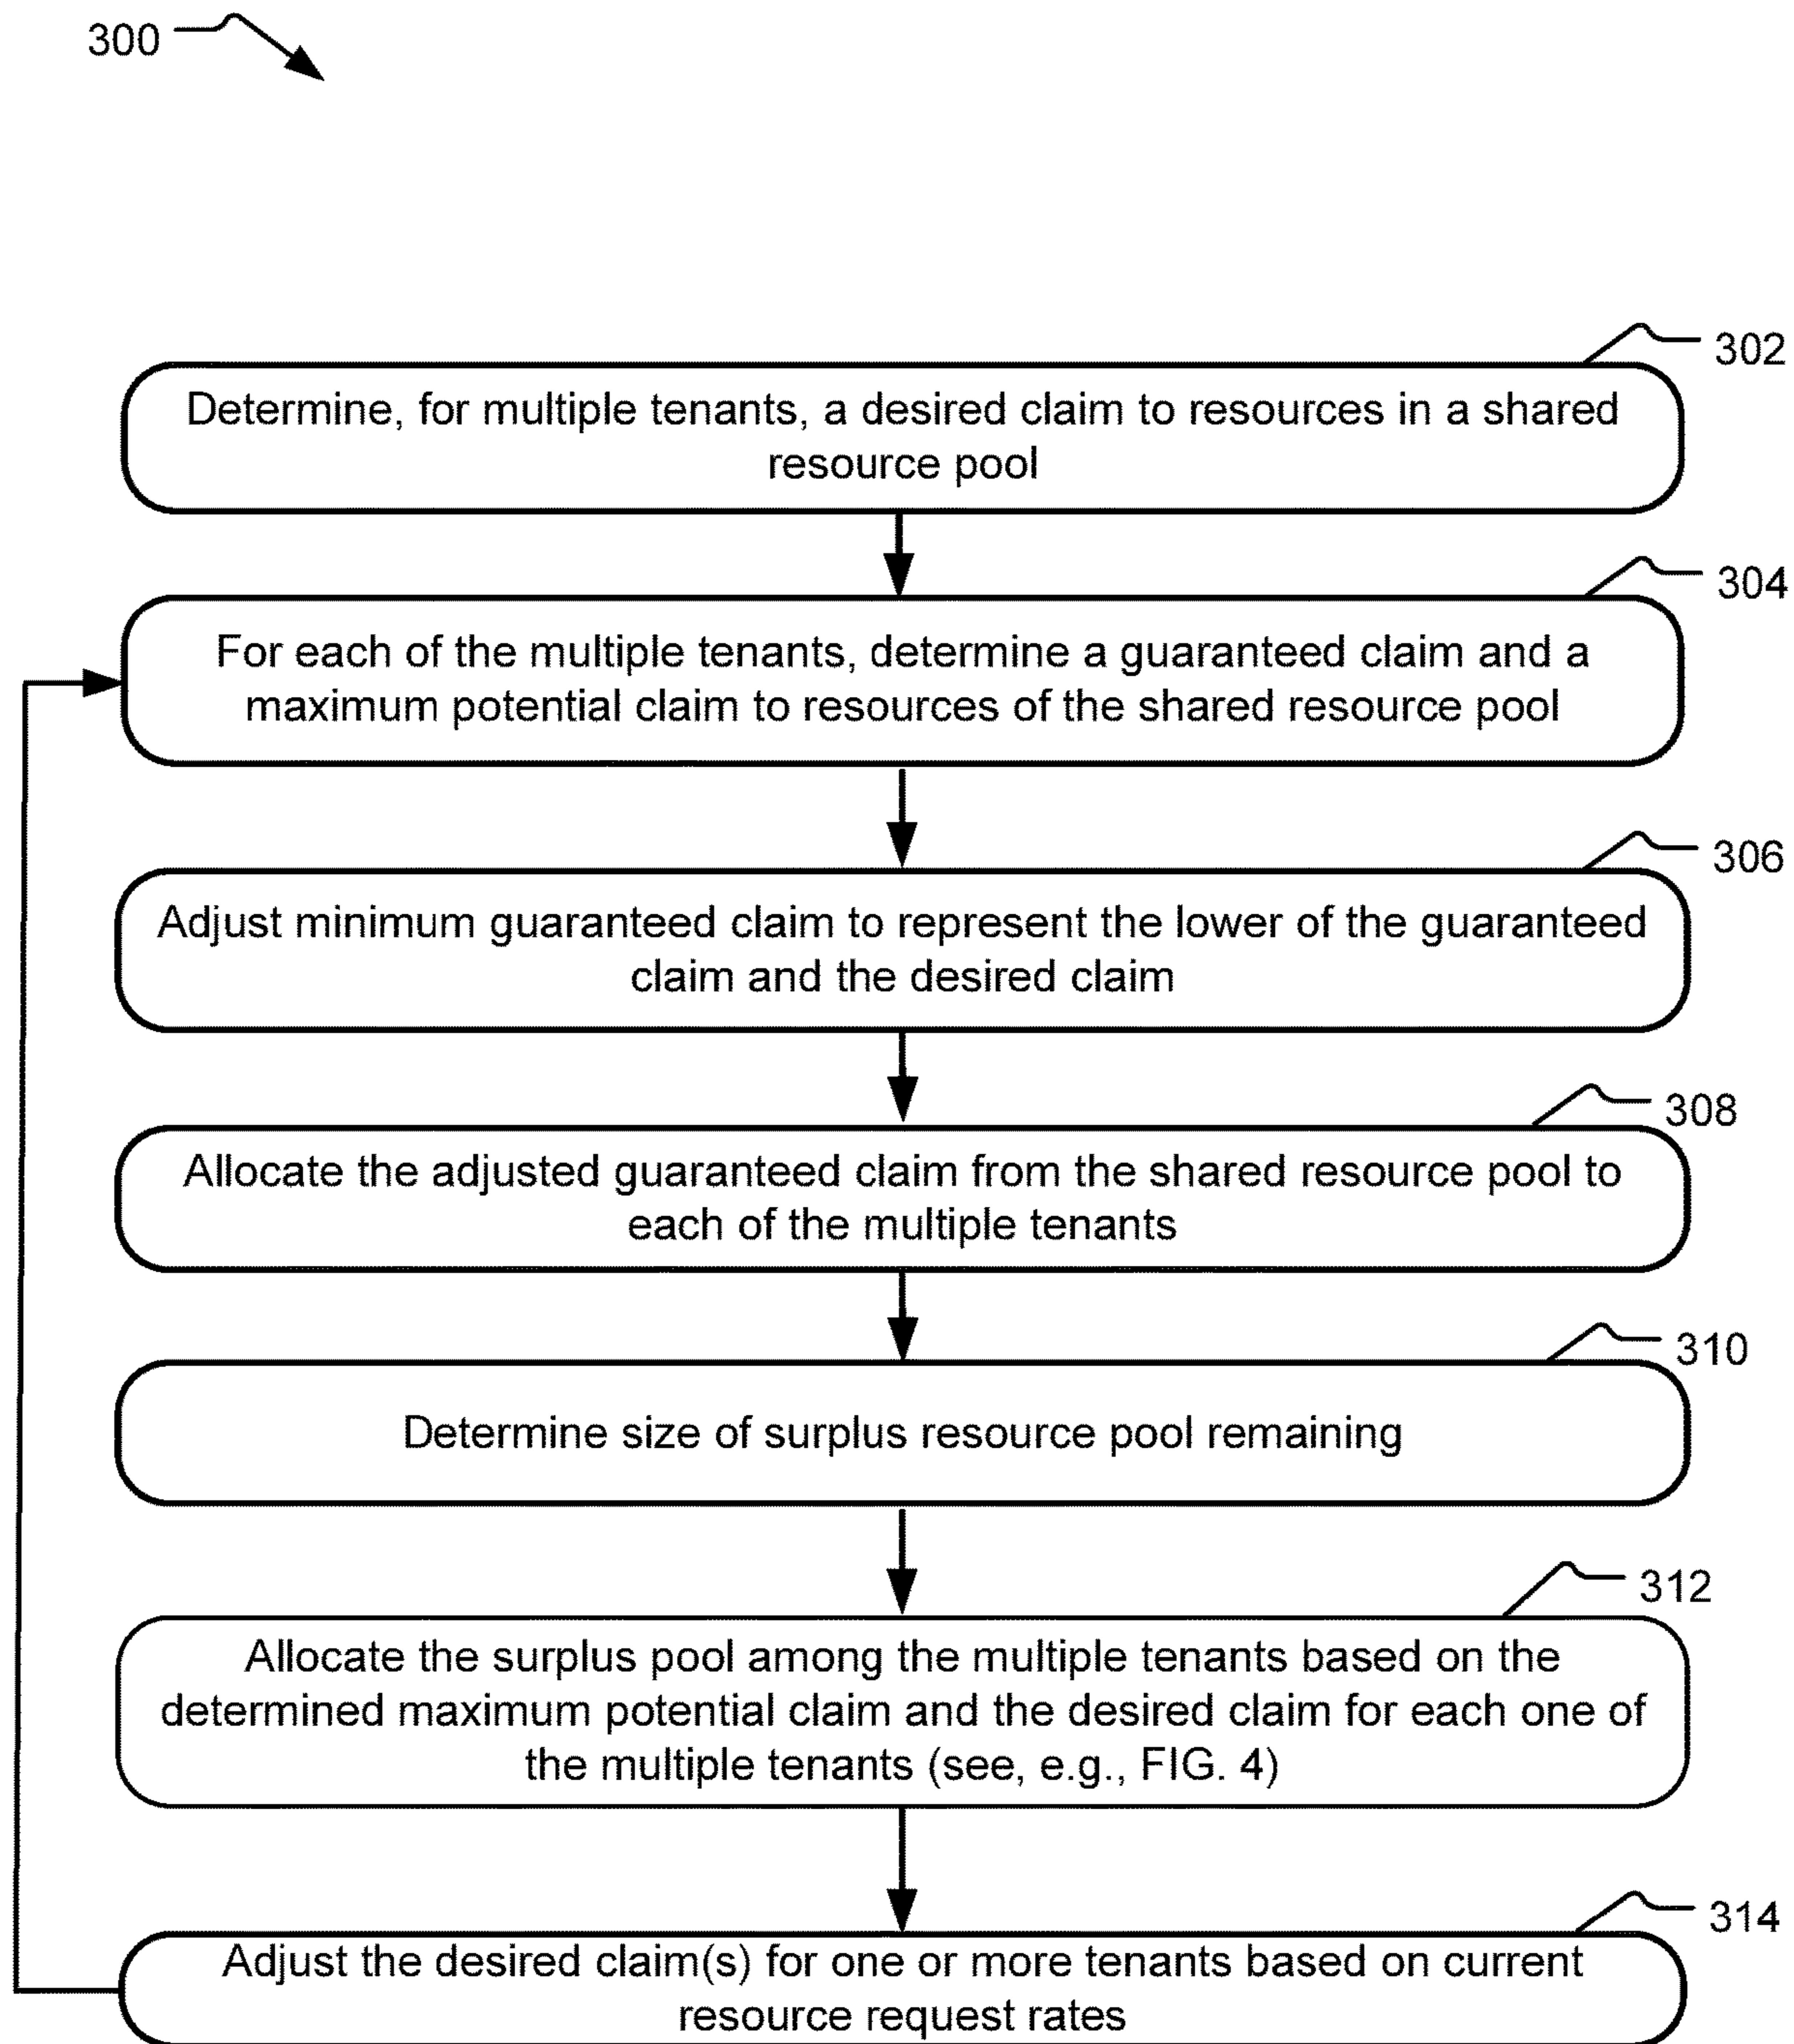 300
302
Determine, for multiple tenants, a desired claim to resources in a shared
resource pool
304
For each of the multiple tenants, determine a guaranteed claim and a
maximum potential claim to resources of the shared resource pool
306
Adjust minimum guaranteed claim to represent the lower of the guaranteed
claim and the desired claim
308
Allocate the adjusted guaranteed claim from the shared resource pool to
each of the multiple tenants
310
Determine size of surplus resource pool remaining
312
Allocate the surplus pool among the multiple tenants based on the
determined maximum potential claim and the desired claim for each one of
the multiple tenants (see, e.g., FIG. 4)
314
Adjust the desired claim(s) for one or more tenants based on current
resource request rates